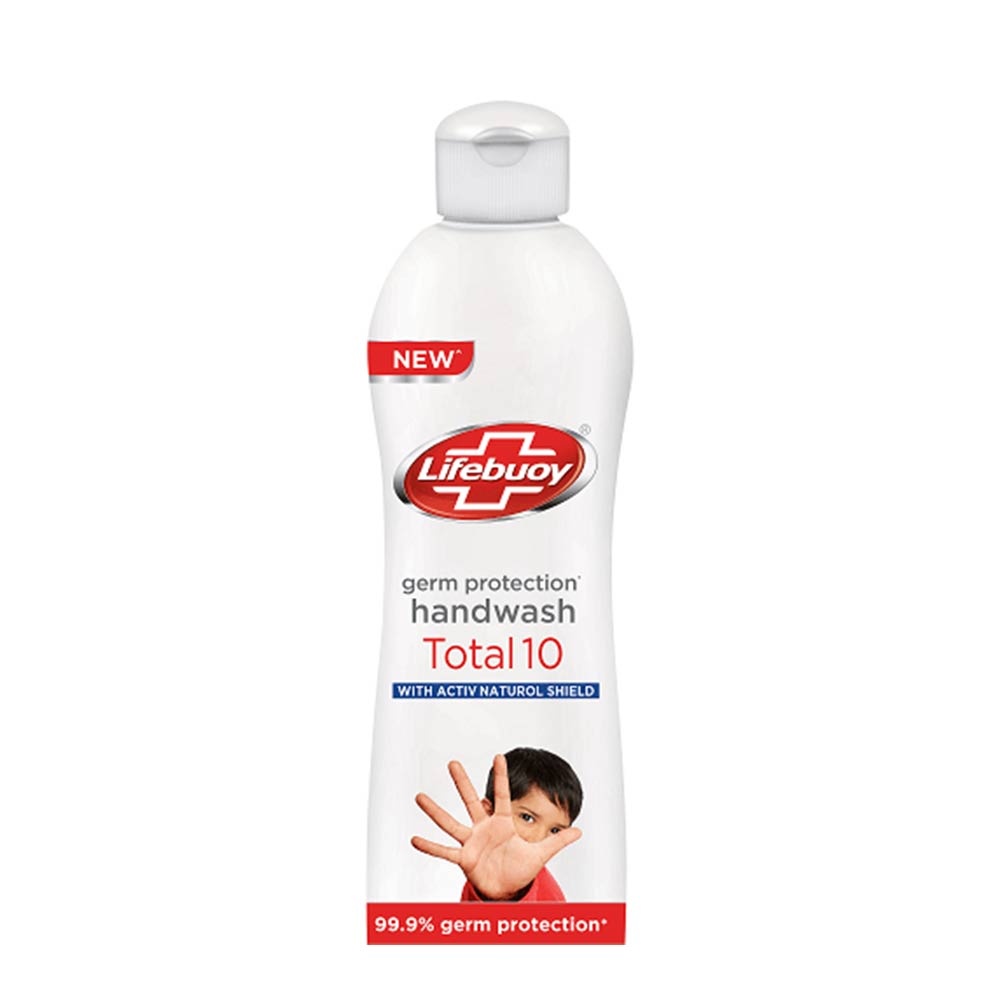 NEW^
Lifebuoy®
germ protection*
handwash
Total 10
WITH ACTIV NATUROL SHIELD
99.9% germ protection*